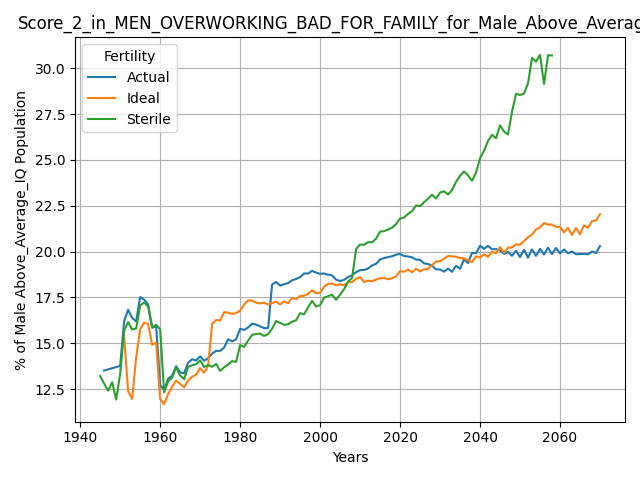 Score_2_in_MEN_OVERWORKING_BAD_FOR_FAMILY_for_Male_Above_Averag
Fertility
Actual
Ideal
Sterile
% of Male Above_Average_IQ Population
30.0
27.5
25.0
22.5
20.0
17.5
15.0
12.5
1940
1960
1980
2000
2020
2040
2060
Years